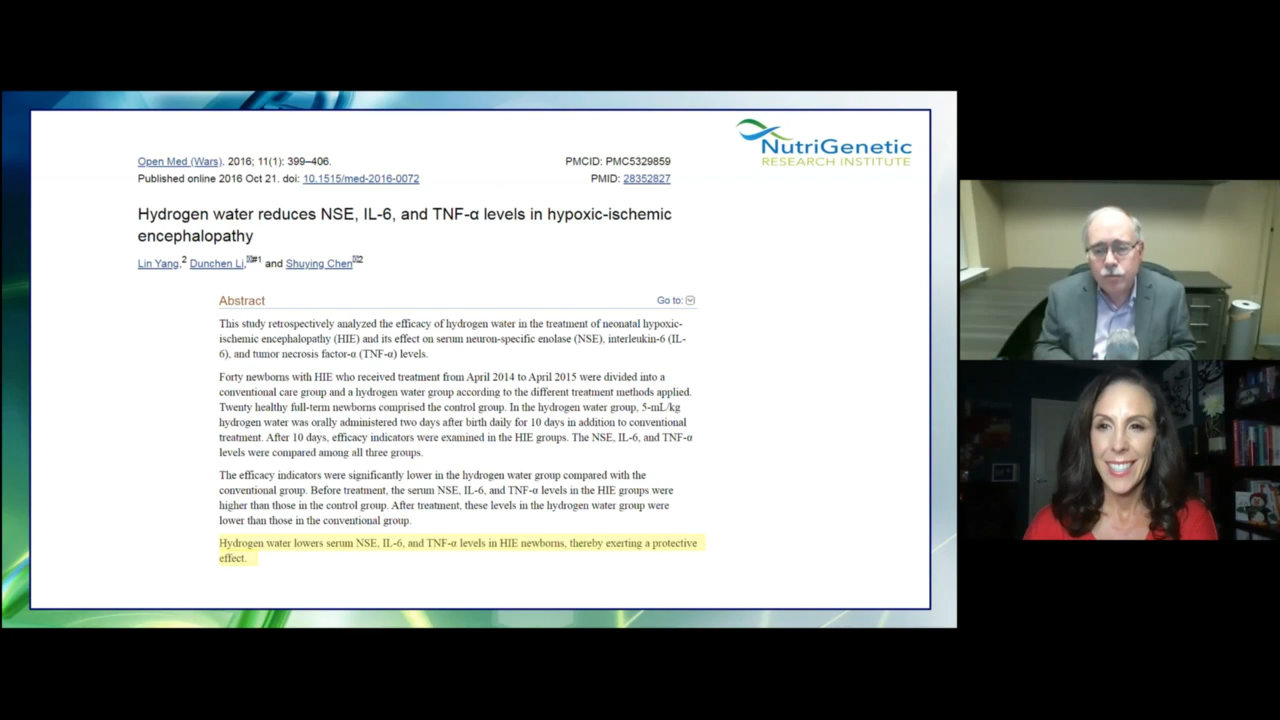 NutriGenetic
RESEARCH INSTITUTE
Open Med (Wars). 2016; 11(1): 399–406.
PMCID: PMC5329859
Published online 2016 Oct 21. doi: 10.1515/med-2016-0072
PMID: 28352827
Hydrogen water reduces NSE, IL-6, and TNF-α levels in hypoxic-ischemic
encephalopathy
Lin Yang,2 Dunchen Li,✉#1 and Shuying Chen✉2
Abstract
Go to:
This study retrospectively analyzed the efficacy of hydrogen water in the treatment of neonatal hypoxic-
ischemic encephalopathy (HIE) and its effect on serum neuron-specific enolase (NSE), interleukin-6 (IL-
6), and tumor necrosis factor-α (TNF-α) levels.
Forty newborns with HIE who received treatment from April 2014 to April 2015 were divided into a
conventional care group and a hydrogen water group according to the different treatment methods applied.
Twenty healthy full-term newborns comprised the control group. In the hydrogen water group, 5-mL/kg
hydrogen water was orally administered two days after birth daily for 10 days in addition to conventional
treatment. After 10 days, efficacy indicators were examined in the HIE groups. The NSE, IL-6, and TNF-α
levels were compared among all three groups.
The efficacy indicators were significantly lower in the hydrogen water group compared with the
conventional group. Before treatment, the serum NSE, IL-6, and TNF-α levels in the HIE groups were
higher than those in the control group. After treatment, these levels in the hydrogen water group were
lower than those in the conventional group.
Hydrogen water lowers serum NSE, IL-6, and TNF-α levels in HIE newborns, thereby exerting a protective
effect.